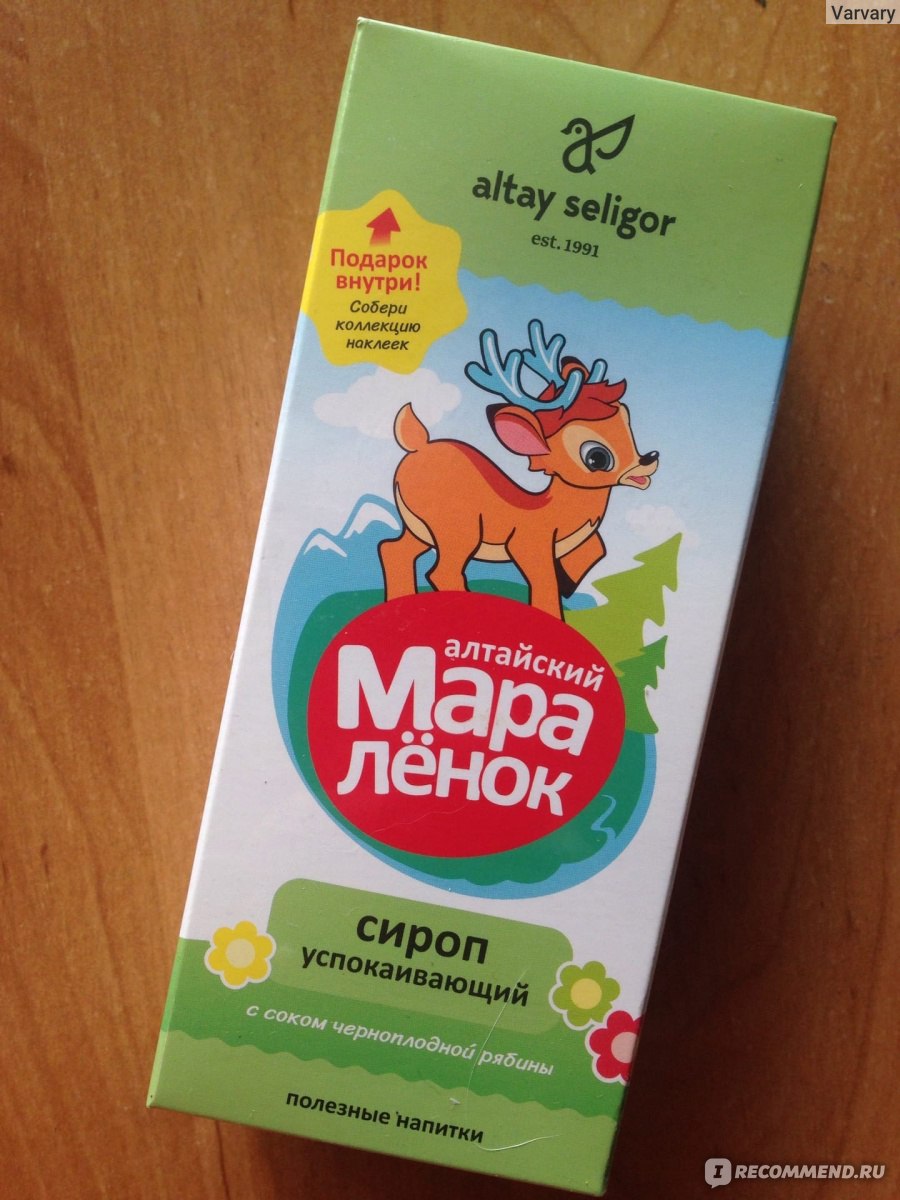 Varvary
altay seligor
est. 1991
Подарок
внутри!
Собери
коллекцию
наклеек
алтайский
Мара
лёнок
сироп
успокаивающий
с соком черноплодной рябины
полезные напитки
IRECOMMEND.RU